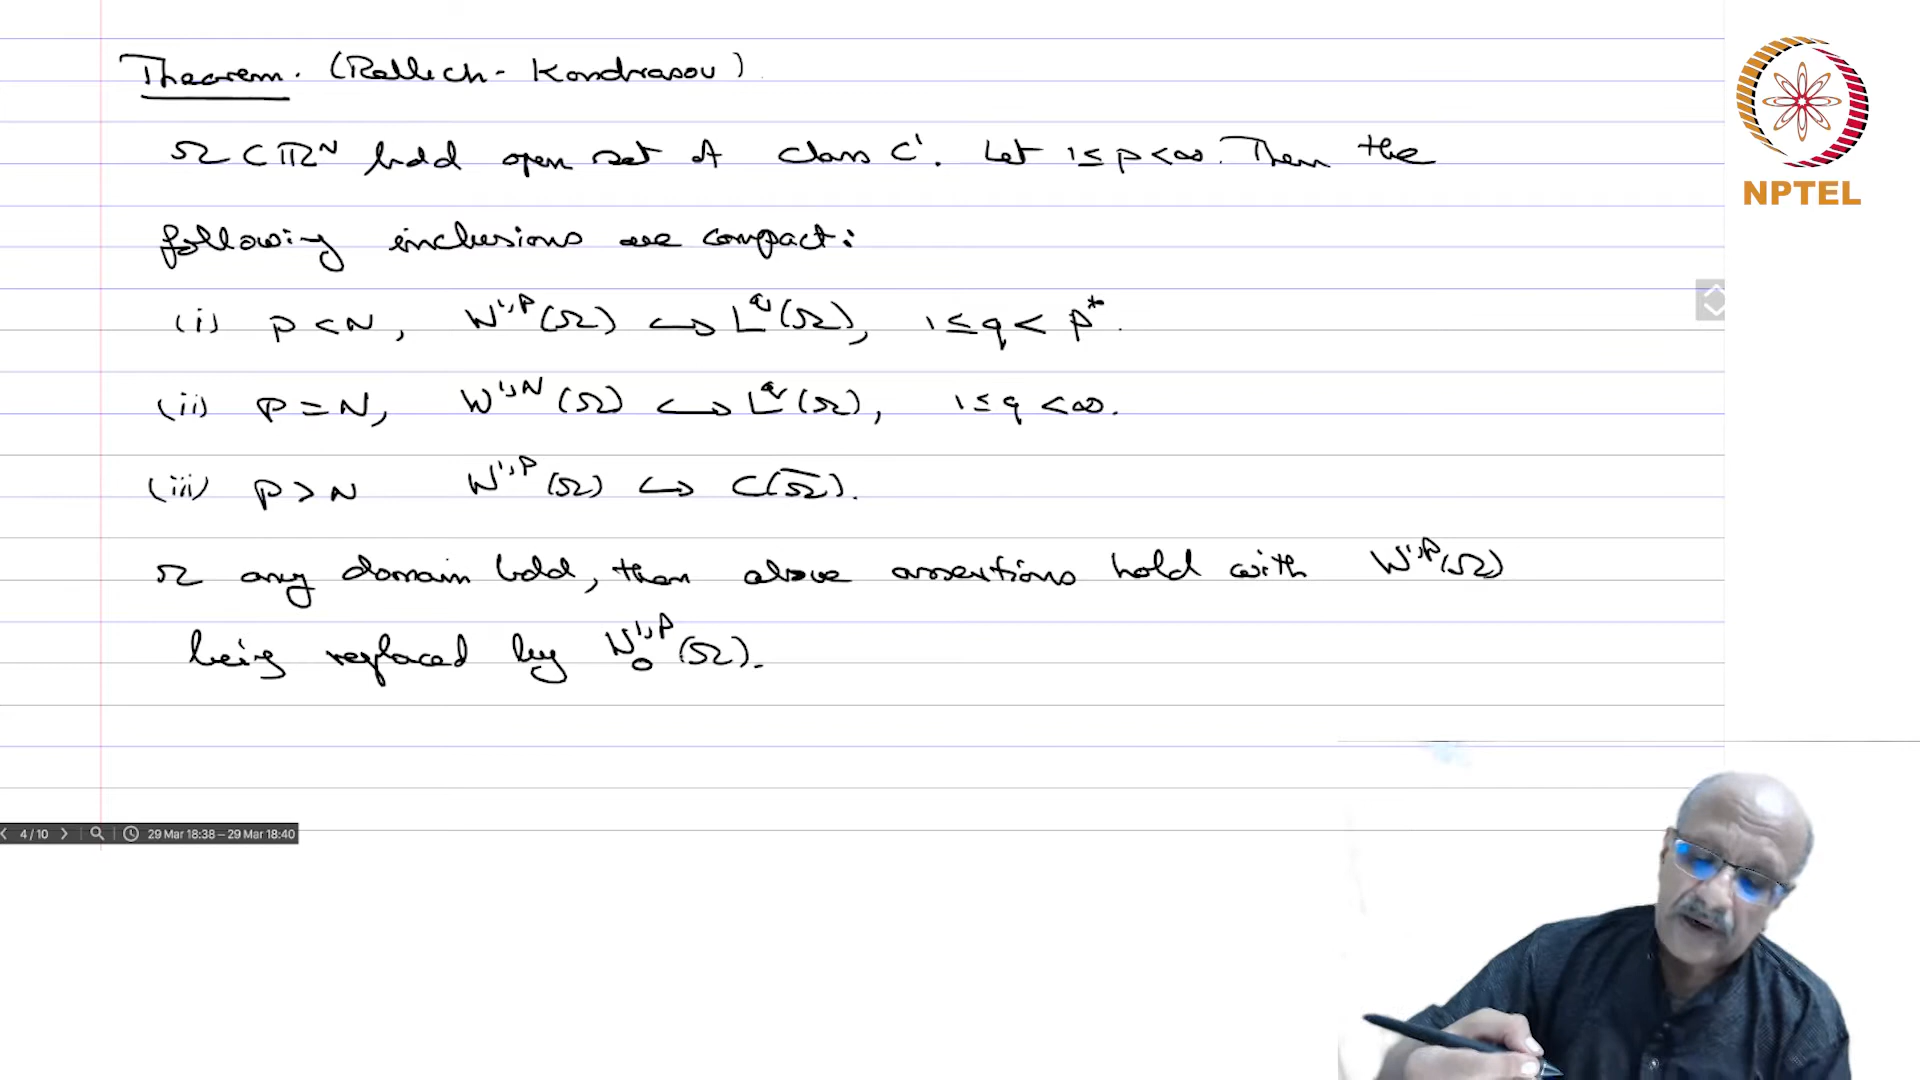 Theorem. (Rellich - Kondrasov)
Ω ⊂ ℝᴺ bdd open set of class C¹. Let 1 ≤ p < ∞. Then the
following inclusions are compact:
(i) p < N, W¹,ᵖ(Ω) ↪ L^q(Ω), 1 ≤ q < p*.
(ii) p = N, W¹,ᴺ(Ω) ↪ L^q(Ω), 1 ≤ q < ∞.
(iii) p > N W¹,ᵖ(Ω) ↪ C(Ω̅).
Ω any domain bdd, then above assertions hold with W¹,ᵖ(Ω)
being replaced by W₀¹,ᵖ(Ω).
NPTEL
4 / 10
29 Mar 18:38 – 29 Mar 18:40